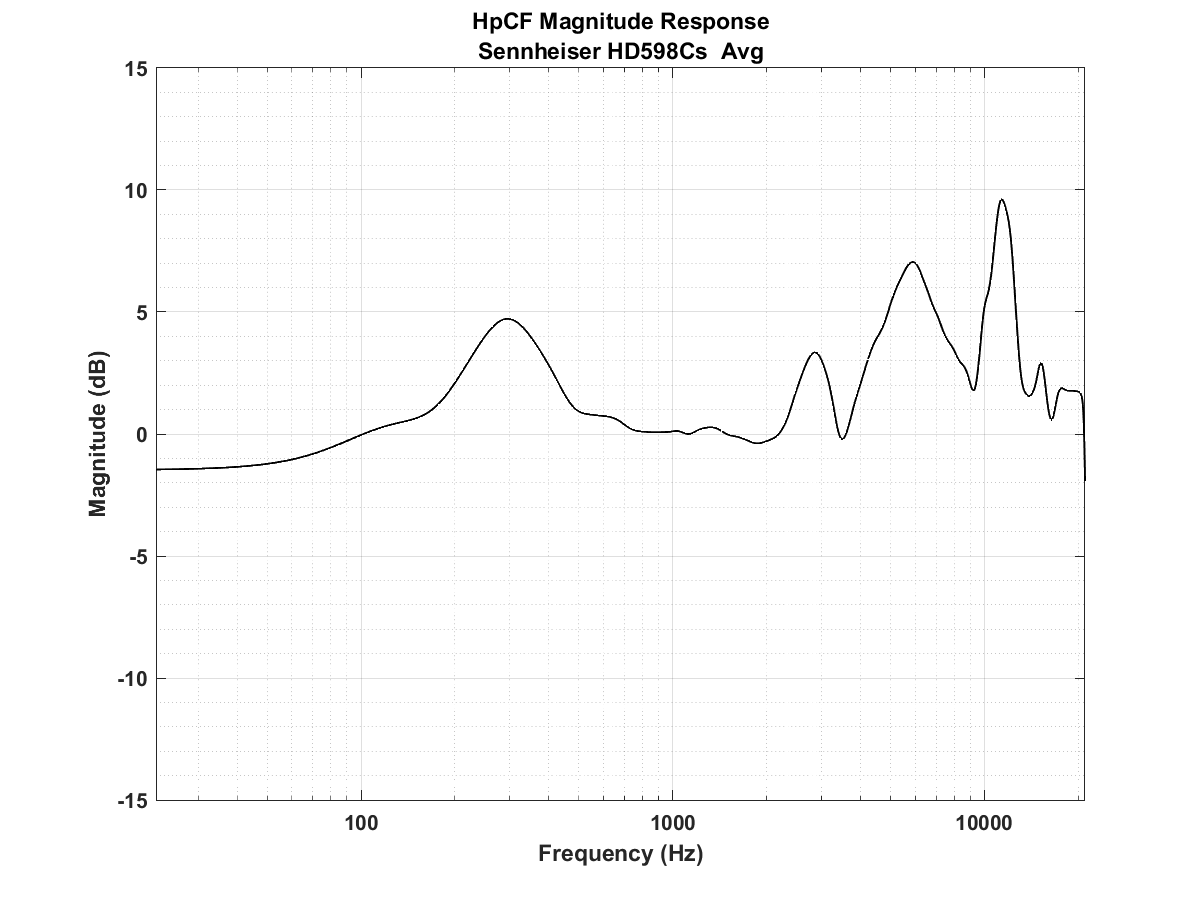 HpCF Magnitude Response
Sennheiser HD598Cs  Avg
15
10
5
0
-5
-10
-15
Magnitude (dB)
100
1000
10000
Frequency (Hz)